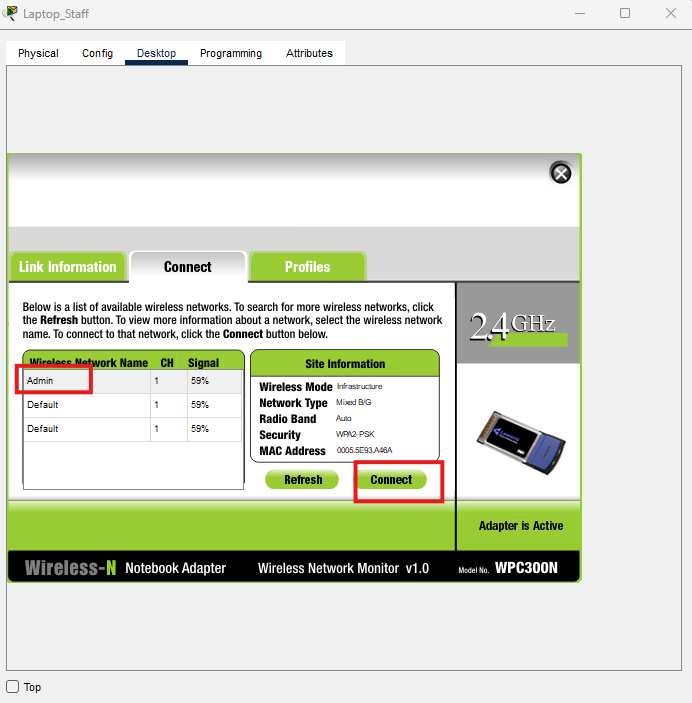 Laptop_Staff
Physical Config Desktop Programming Attributes
Link Information Connect Profiles
Below is a list of available wireless networks. To search for more wireless networks, click
the Refresh button. To view more information about a network, select the wireless network
name. To connect to that network, click the Connect button below.
2.4GHz
Wireless Network Name CH Signal
Admin 1 59%
Default 1 59%
Default 1 59%
Site Information
Wireless Mode Infrastructure
Network Type Mixed B/G
Radio Band Auto
Security WPA2-PSK
MAC Address 0005.5E93.A46A
Refresh Connect
Adapter is Active
Wireless-N Notebook Adapter Wireless Network Monitor v1.0 Model No. WPC300N
Top